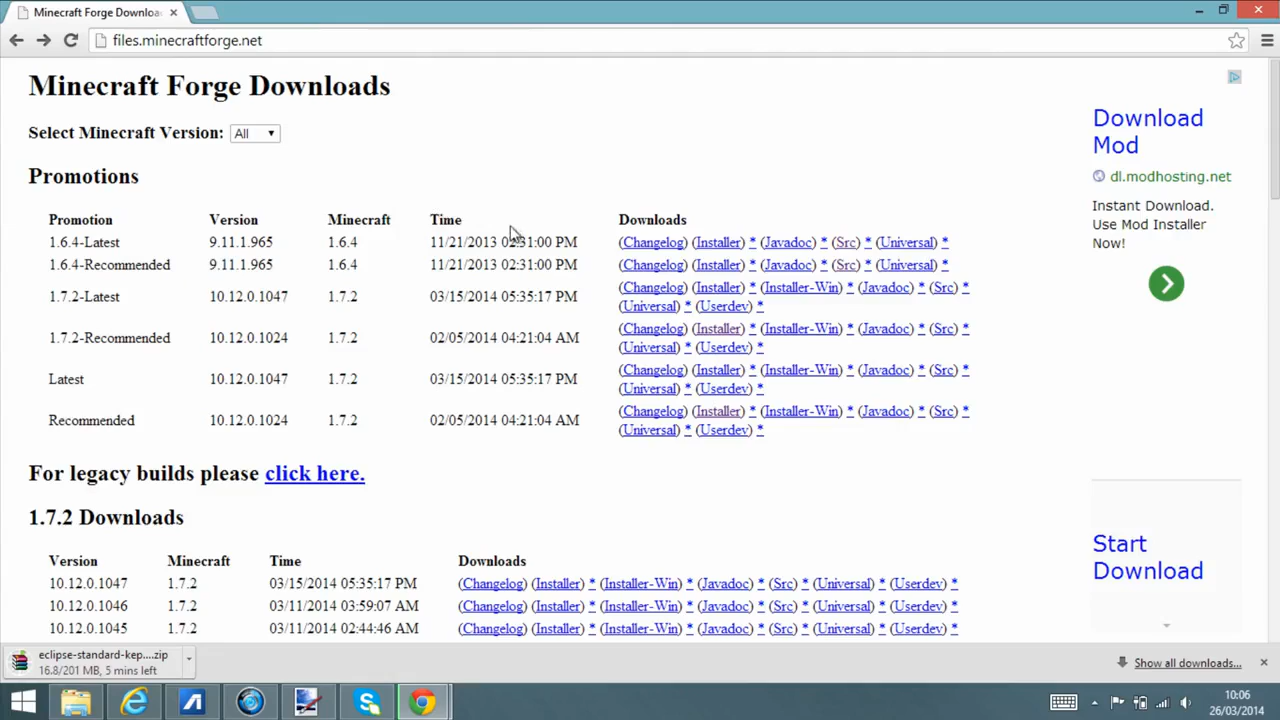 Minecraft Forge Downloa
files.minecraftforge.net
Minecraft Forge Downloads
Select Minecraft Version: All
Promotions
Promotion Version Minecraft Time Downloads
1.6.4-Latest 9.11.1.965 1.6.4 11/21/2013 02:31:00 PM (Changelog) (Installer) * (Javadoc) * (Src) * (Universal) *
1.6.4-Recommended 9.11.1.965 1.6.4 11/21/2013 02:31:00 PM (Changelog) (Installer) * (Javadoc) * (Src) * (Universal) *
1.7.2-Latest 10.12.0.1047 1.7.2 03/15/2014 05:35:17 PM (Changelog) (Installer) * (Installer-Win) * (Javadoc) * (Src) *
(Universal) * (Userdev) *
1.7.2-Recommended 10.12.0.1024 1.7.2 02/05/2014 04:21:04 AM (Changelog) (Installer) * (Installer-Win) * (Javadoc) * (Src) *
(Universal) * (Userdev) *
Latest 10.12.0.1047 1.7.2 03/15/2014 05:35:17 PM (Changelog) (Installer) * (Installer-Win) * (Javadoc) * (Src) *
(Universal) * (Userdev) *
Recommended 10.12.0.1024 1.7.2 02/05/2014 04:21:04 AM (Changelog) (Installer) * (Installer-Win) * (Javadoc) * (Src) *
(Universal) * (Userdev) *
For legacy builds please click here.
1.7.2 Downloads
Version Minecraft Time Downloads
10.12.0.1047 1.7.2 03/15/2014 05:35:17 PM (Changelog) (Installer) * (Installer-Win) * (Javadoc) * (Src) * (Universal) * (Userdev) *
10.12.0.1046 1.7.2 03/11/2014 03:59:07 AM (Changelog) (Installer) * (Installer-Win) * (Javadoc) * (Src) * (Universal) * (Userdev) *
10.12.0.1045 1.7.2 03/11/2014 02:44:46 AM (Changelog) (Installer) * (Installer-Win) * (Javadoc) * (Src) * (Universal) * (Userdev) *
Download
Mod
dl.modhosting.net
Instant Download.
Use Mod Installer
Now!
Start
Download
eclipse-standard-kep....zip
16.8/201 MB, 5 mins left
Show all downloads...
10:06
26/03/2014